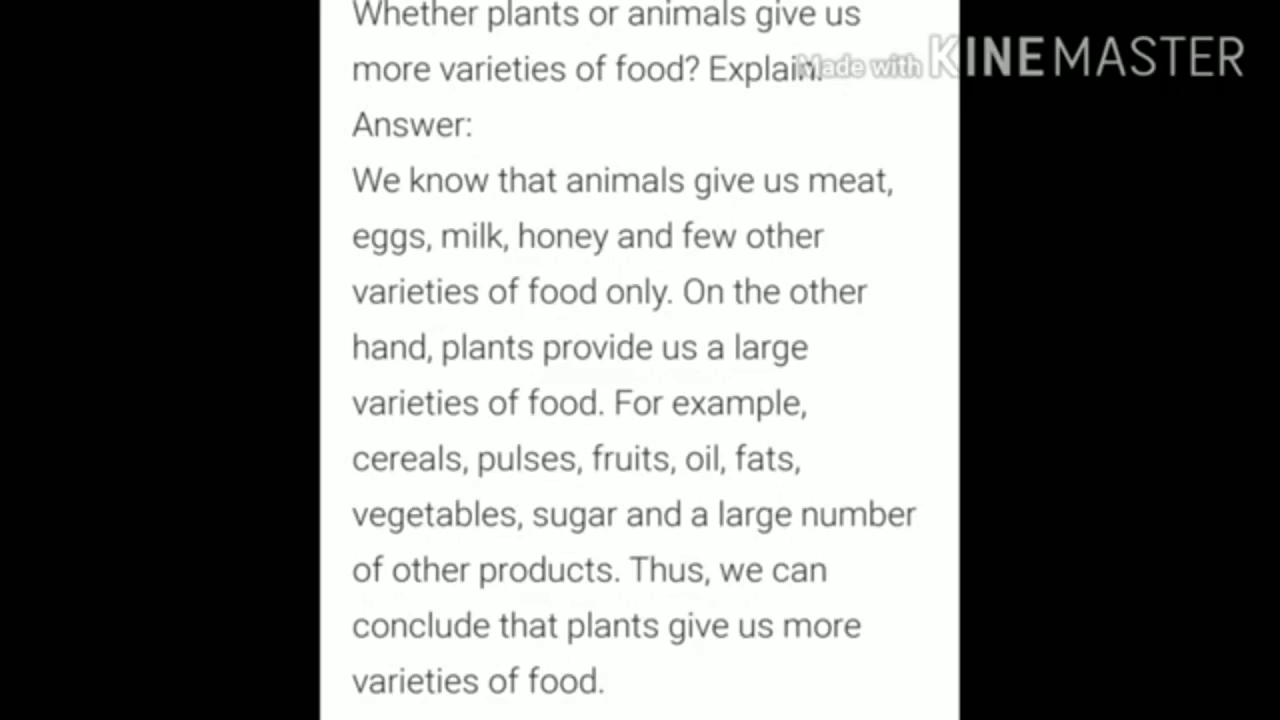 Whether plants or animals give us
more varieties of food? Explain.
Made with KINEMASTER
Answer:
We know that animals give us meat,
eggs, milk, honey and few other
varieties of food only. On the other
hand, plants provide us a large
varieties of food. For example,
cereals, pulses, fruits, oil, fats,
vegetables, sugar and a large number
of other products. Thus, we can
conclude that plants give us more
varieties of food.